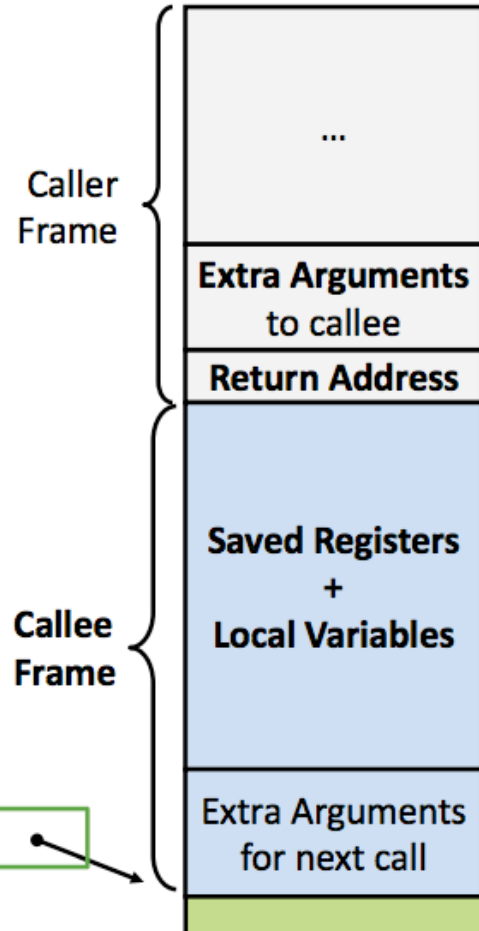 ...
Caller
Frame
Extra Arguments
to callee
Return Address
Saved Registers
+
Local Variables
Callee
Frame
Extra Arguments
for next call